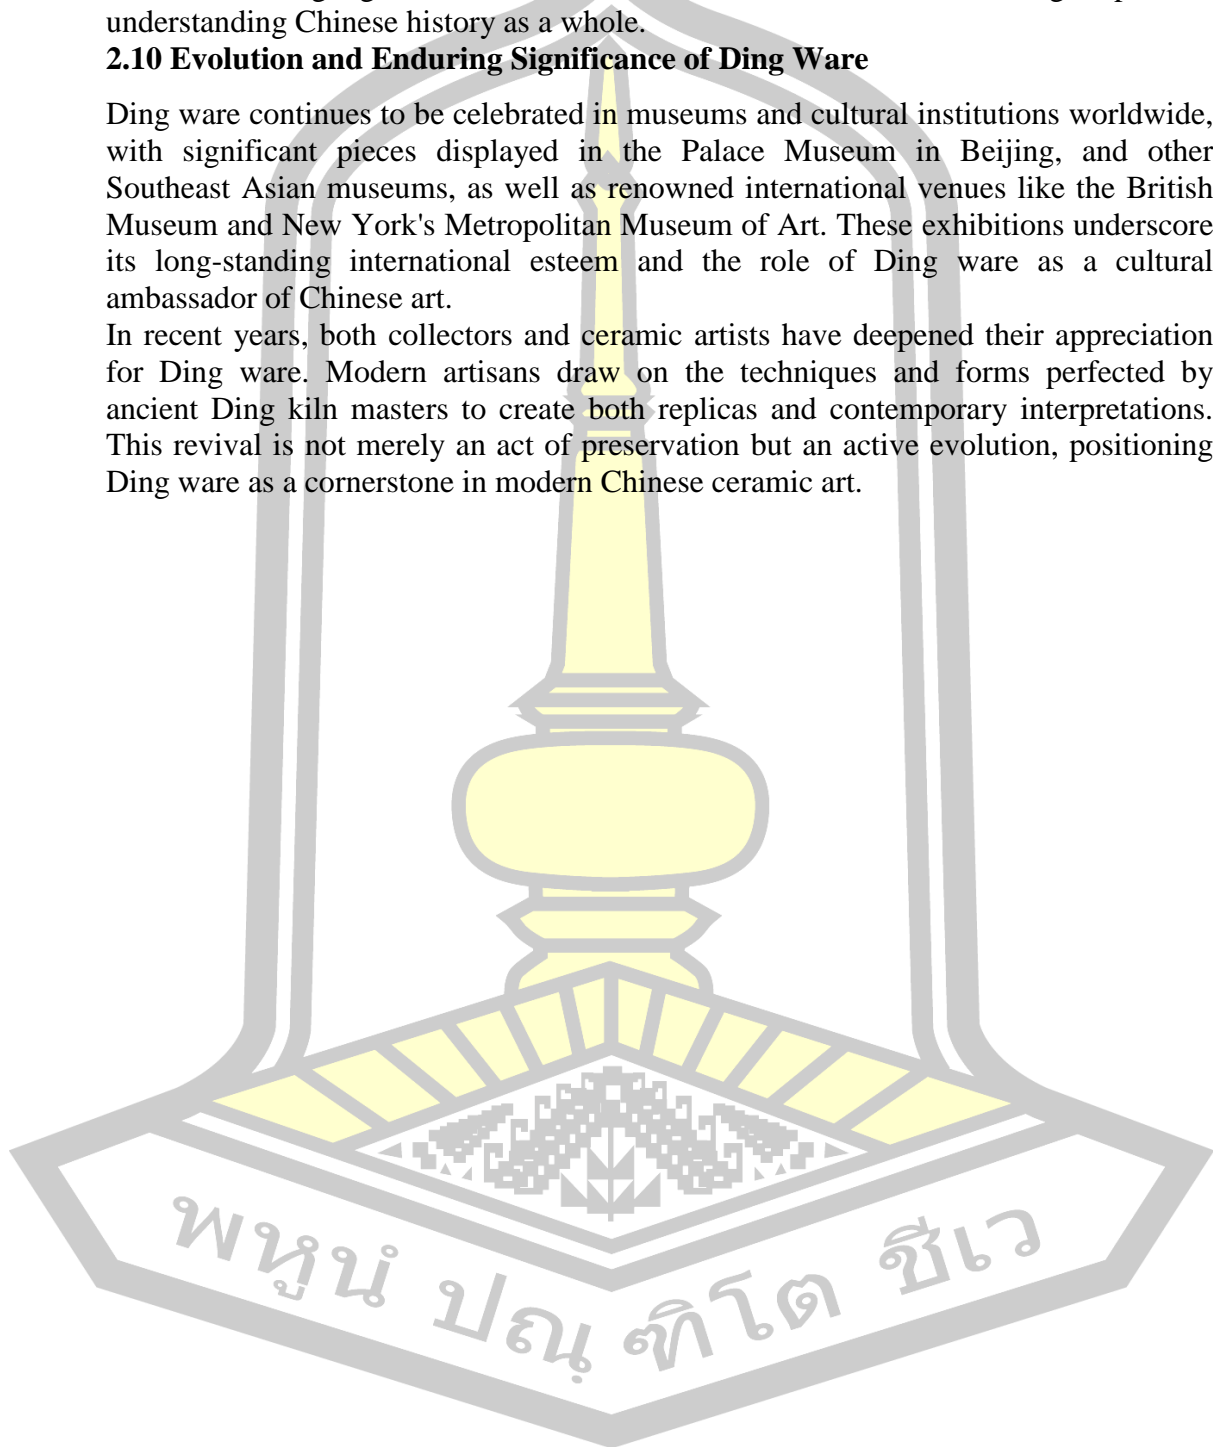 understanding Chinese history as a whole.
2.10 Evolution and Enduring Significance of Ding Ware
Ding ware continues to be celebrated in museums and cultural institutions worldwide,
with significant pieces displayed in the Palace Museum in Beijing, and other
Southeast Asian museums, as well as renowned international venues like the British
Museum and New York's Metropolitan Museum of Art. These exhibitions underscore
its long-standing international esteem and the role of Ding ware as a cultural
ambassador of Chinese art.
In recent years, both collectors and ceramic artists have deepened their appreciation
for Ding ware. Modern artisans draw on the techniques and forms perfected by
ancient Ding kiln masters to create both replicas and contemporary interpretations.
This revival is not merely an act of preservation but an active evolution, positioning
Ding ware as a cornerstone in modern Chinese ceramic art.
พหูนํ ปณฺฑิโต ชีเว